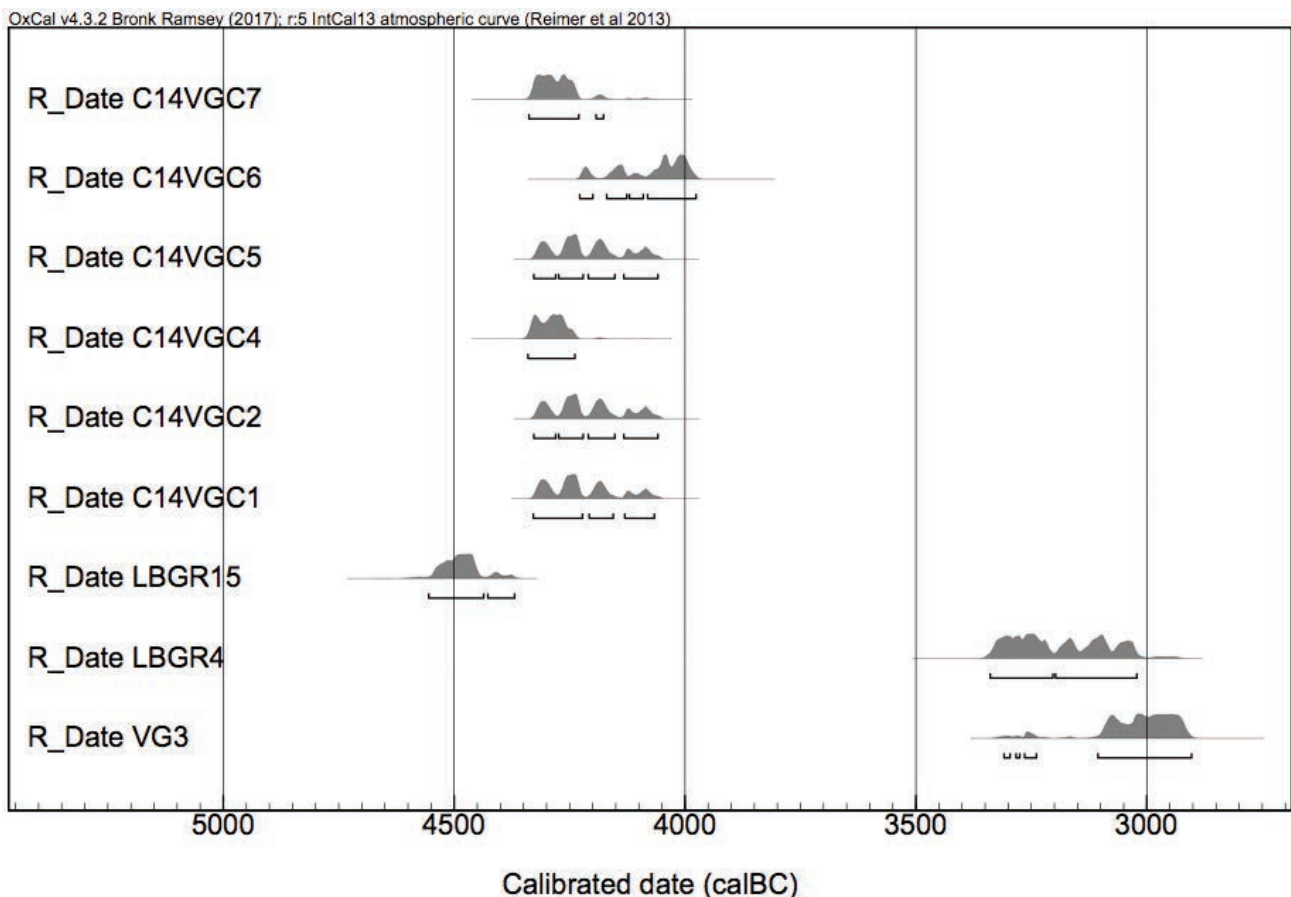 OxCal v4.3.2 Bronk Ramsey (2017); r:5 IntCal13 atmospheric curve (Reimer et al 2013)
R_Date C14VGC7
R_Date C14VGC6
R_Date C14VGC5
R_Date C14VGC4
R_Date C14VGC2
R_Date C14VGC1
R_Date LBGR15
R_Date LBGR4
R_Date VG3
5000 4500 4000 3500 3000
Calibrated date (calBC)